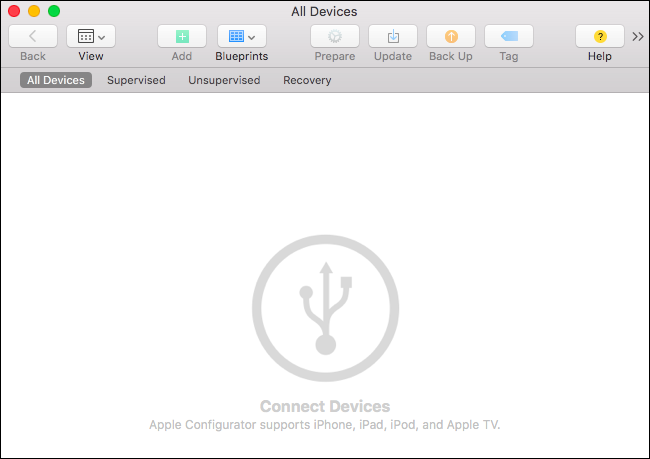 All Devices
Back View Add Blueprints Prepare Update Back Up Tag ? Help
All Devices Supervised Unsupervised Recovery
Connect Devices
Apple Configurator supports iPhone, iPad, iPod, and Apple TV.